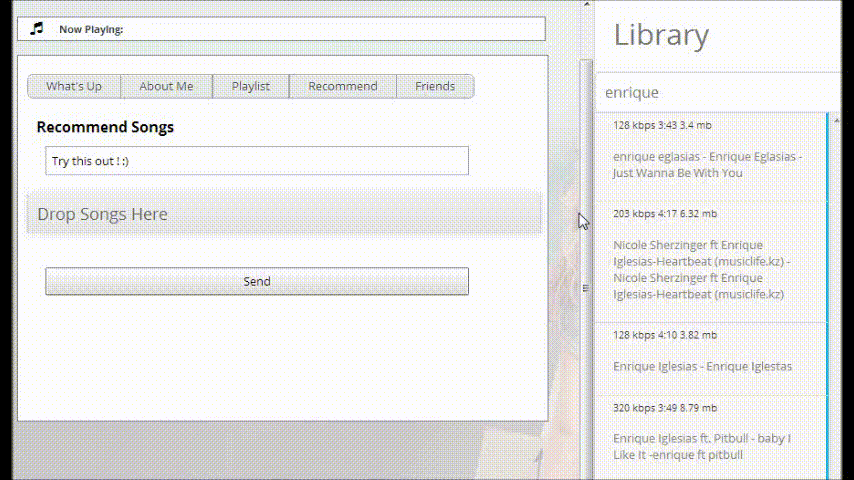 Now Playing:
What's Up
About Me
Playlist
Recommend
Friends
Recommend Songs
Try this out ! :)
Drop Songs Here
Send
Library
enrique
128 kbps 3:43 3.4 mb
enrique eglasias - Enrique Eglasias -
Just Wanna Be With You
203 kbps 4:17 6.32 mb
Nicole Sherzinger ft Enrique
Iglesias-Heartbeat (musiclife.kz) -
Nicole Sherzinger ft Enrique
Iglesias-Heartbeat (musiclife.kz)
128 kbps 4:10 3.82 mb
Enrique Iglesias - Enrique Iglestas
320 kbps 3:49 8.79 mb
Enrique Iglesias ft. Pitbull - baby I
Like It -enrique ft pitbull